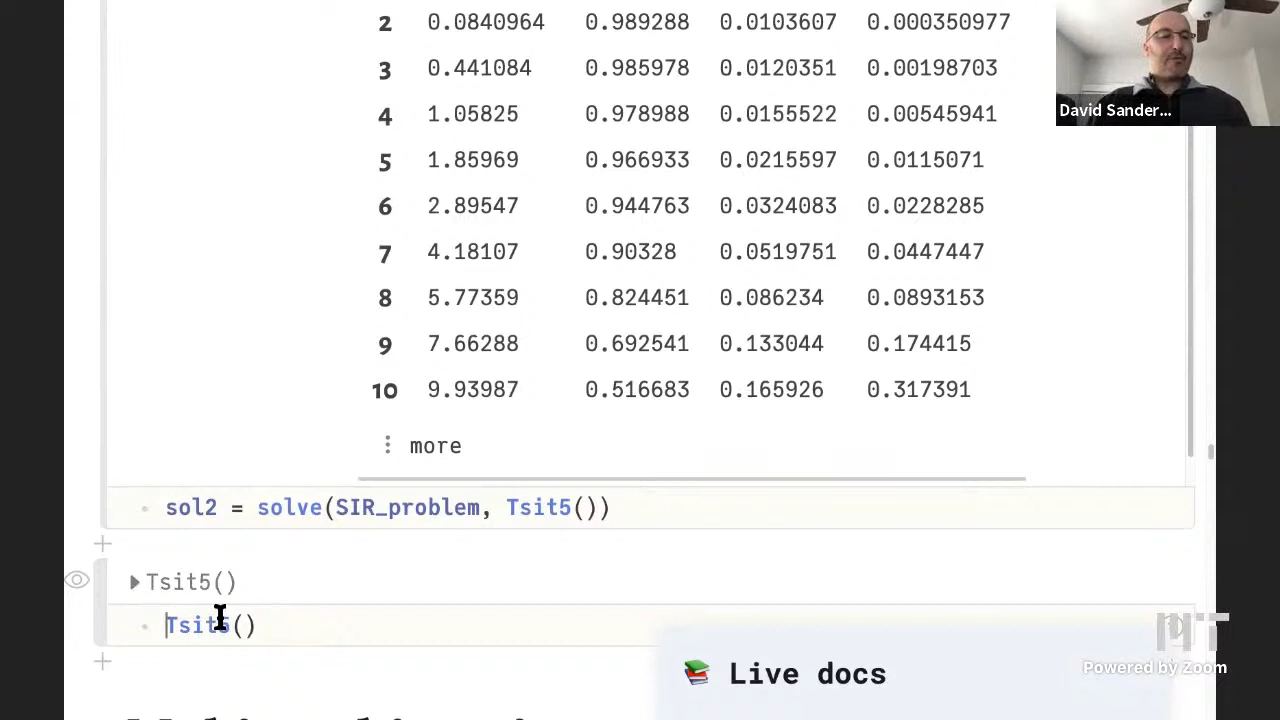 2 0.0840964 0.989288 0.0103607 0.000350977
3 0.441084 0.985978 0.0120351 0.00198703
4 1.05825 0.978988 0.0155522 0.00545941
5 1.85969 0.966933 0.0215597 0.0115071
6 2.89547 0.944763 0.0324083 0.0228285
7 4.18107 0.90328 0.0519751 0.0447447
8 5.77359 0.824451 0.086234 0.0893153
9 7.66288 0.692541 0.133044 0.174415
10 9.93987 0.516683 0.165926 0.317391
⋮ more
sol2 = solve(SIR_problem, Tsit5())
Tsit5()
Tsit5()
Live docs
David Sander...
MIT
Powered by Zoom